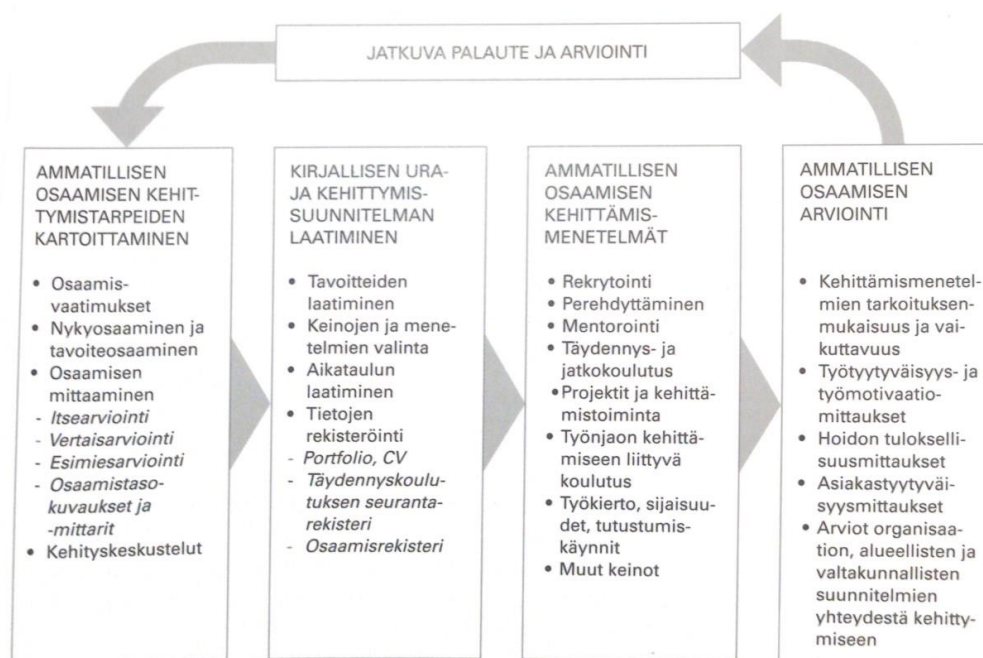 JATKUVA PALAUTE JA ARVIOINTI
AMMATILLISEN
OSAAMISEN KEHIT-
TYMISTARPEIDEN
KARTOITTAMINEN
• Osaamis-
vaatimukset
• Nykyosaaminen ja
tavoiteosaaminen
• Osaamisen
mittaaminen
- Itsearviointi
- Vertaisarviointi
- Esimiesarviointi
- Osaamistaso-
kuvaukset ja
-mittarit
• Kehityskeskustelut
KIRJALLISEN URA-
JA KEHITTYMIS-
SUUNNITELMAN
LAATIMINEN
• Tavoitteiden
laatiminen
• Keinojen ja mene-
telmien valinta
• Aikataulun
laatiminen
• Tietojen
rekisteröinti
- Portfolio, CV
- Täydennyskoulu-
tuksen seuranta-
rekisteri
- Osaamisrekisteri
AMMATILLISEN
OSAAMISEN
KEHITTÄMIS-
MENETELMÄT
• Rekrytointi
• Perehdyttäminen
• Mentorointi
• Täydennys- ja
jatkokoulutus
• Projektit ja kehittä-
mistoiminta
• Työnjaon kehittä-
miseen liittyvä
koulutus
• Työkierto, sijaisuu-
det, tutustumis-
käynnit
• Muut keinot
AMMATILLISEN
OSAAMISEN
ARVIOINTI
• Kehittämismenetel-
mien tarkoituksen-
mukaisuus ja vai-
kuttavuus
• Työtyytyväisyys- ja
työmotivaatio-
mittaukset
• Hoidon tulokselli-
suusmittaukset
• Asiakastyytyväi-
syysmittaukset
• Arviot organisaa-
tion, alueellisten ja
valtakunnallisten
suunnitelmien
yhteydestä kehitty-
miseen